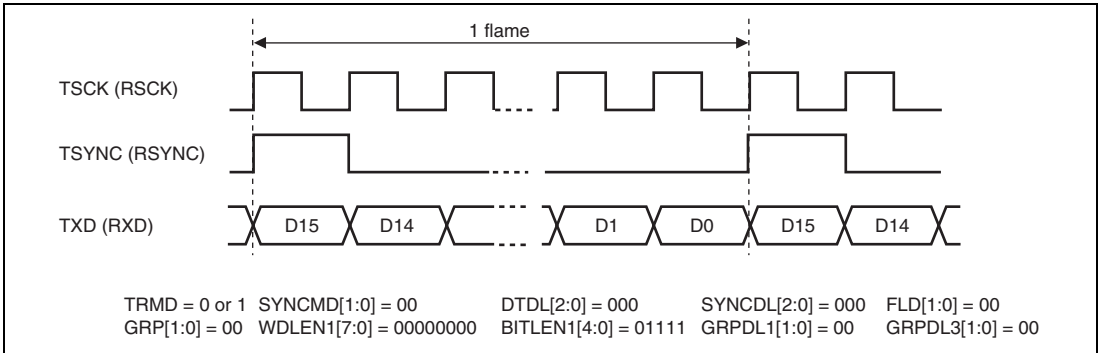 1 flame
TSCK (RSCK)
TSYNC (RSYNC)
TXD (RXD) D15 D14 D1 D0 D15 D14
TRMD = 0 or 1 SYNCMD[1:0] = 00 DTDL[2:0] = 000 SYNCDL[2:0] = 000 FLD[1:0] = 00
GRP[1:0] = 00 WDLEN1[7:0] = 00000000 BITLEN1[4:0] = 01111 GRPDL1[1:0] = 00 GRPDL3[1:0] = 00